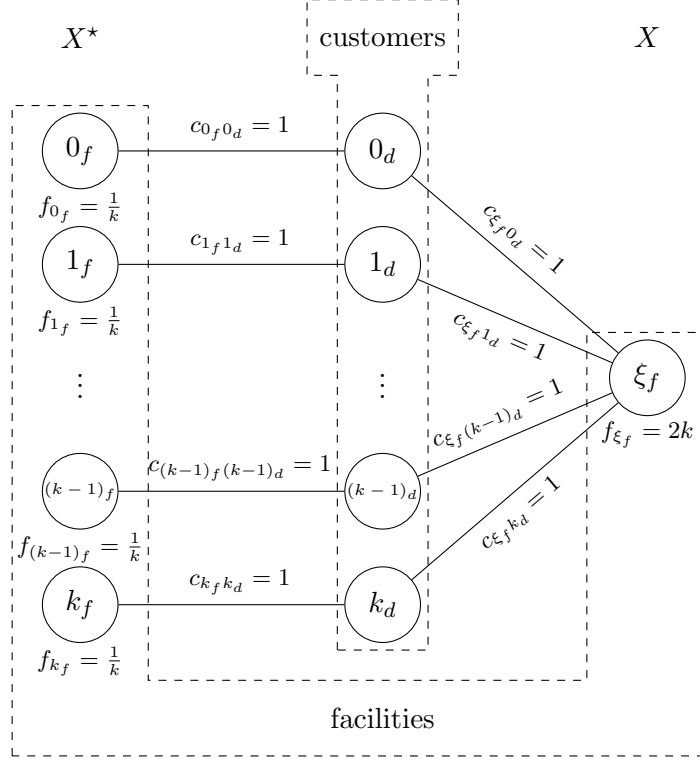 X⋆ customers X
c_{0_f 0_d} = 1
0_f 0_d
f_{0_f} = 1/k
c_{ξ_f 0_d} = 1
c_{1_f 1_d} = 1
1_f 1_d
f_{1_f} = 1/k
c_{ξ_f 1_d} = 1
⋮ ⋮ ξ_f
f_{ξ_f} = 2k
c_{ξ_f (k−1)_d} = 1
c_{(k−1)_f (k−1)_d} = 1
(k − 1)_f (k − 1)_d
f_{(k−1)_f} = 1/k
c_{ξ_f k_d} = 1
c_{k_f k_d} = 1
k_f k_d
f_{k_f} = 1/k
facilities